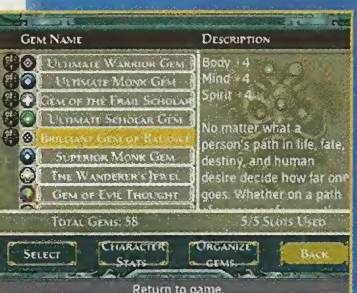 GEM NAME
DESCRIPTION
ULTIMATE WARRIOR GEM
ULTIMATE MONK GEM
GEM OF THE FRAIL SCHOLAR
ULTIMATE SCHOLAR GEM
BRILLIANT GEM OF BALANCE
SUPERIOR MONK GEM
THE WANDERER'S JEWEL
GEM OF EVIL THOUGHT
Body +4
Mind +4
Spirit +4
No matter what a
person's path in life, fate,
destiny, and human
desire decide how far one
goes. Whether on a path
TOTAL GEMS: 58
5/5 SLOTS USED
SELECT
CHARACTER
STATS
ORGANIZE
GEMS
BACK
Return to game.